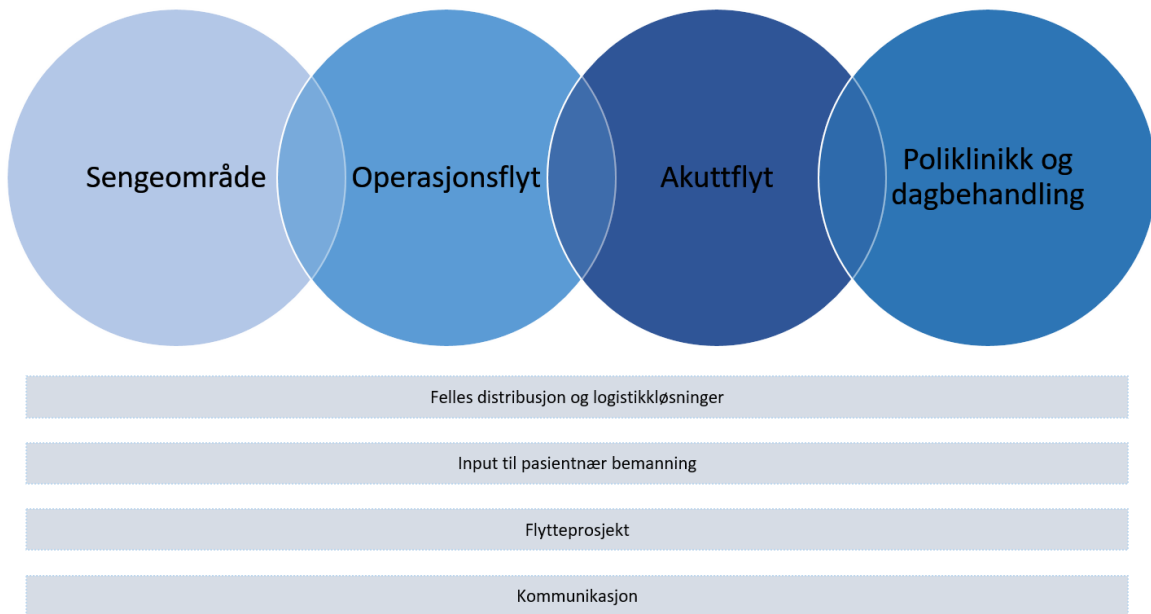 Sengeområde
Operasjonsflyt
Akuttflyt
Poliklinikk og
dagbehandling
Felles distribusjon og logistikkløsninger
Input til pasientnær bemanning
Flytteprosjekt
Kommunikasjon